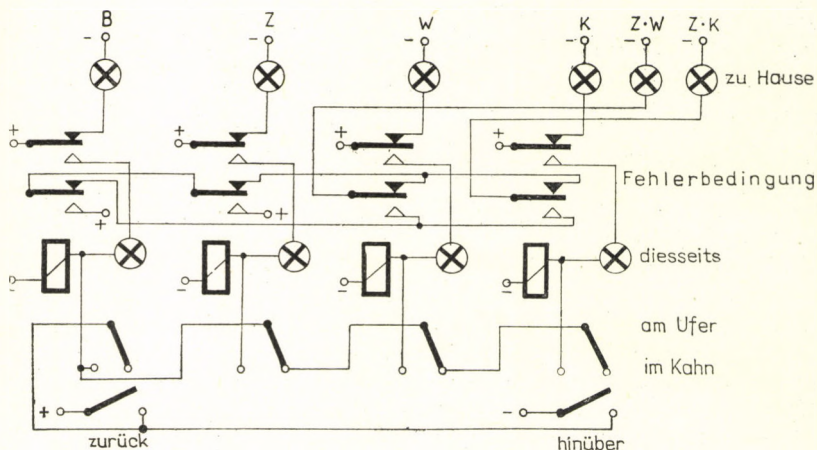 B Z W K Z·W Z·K
- - - - - -
zu Hause
+ + + +
Fehlerbedingung
+ +
diesseits
- - - -
am Ufer
im Kahn
+ -
zurück hinüber